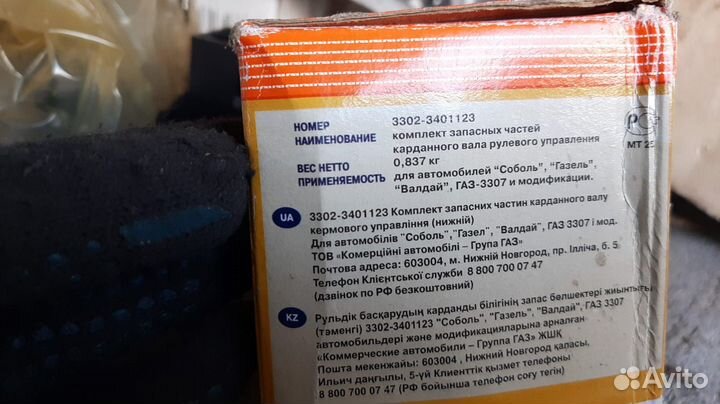 НОМЕР 3302-3401123
НАИМЕНОВАНИЕ комплект запасных частей
карданного вала рулевого управления
ВЕС НЕТТО 0,837 кг
ПРИМЕНЯЕМОСТЬ для автомобилей "Соболь", "Газель",
"Валдай", ГАЗ-3307 и модификации.
МТ 25
UA 3302-3401123 Комплект запасних частин карданного валу
кермового управління (нижній)
Для автомобілів "Соболь", "Газел", "Валдай", ГАЗ 3307 і мод.
ТОВ «Комерційні автомобілі – Група ГАЗ»
Почтова адреса: 603004, м. Нижній Новгород, пр. Ілліча, б. 5
Телефон Клієнтської служби 8 800 700 07 47
(дзвінок по РФ безкоштовний)
KZ Рульдік басқарудың карданды білігінің запас бөлшектері жиынтығы
(төменгі) 3302-3401123 "Соболь", "Газель", "Валдай", ГАЗ 3307
автомобильдері және модификацияларына арналған
«Коммерческие автомобили – Группа ГАЗ» ЖШҚ
Пошта мекенжайы: 603004, Нижний Новгород қаласы,
Ильич даңғылы, 5-үй Клиенттік қызмет телефоны
8 800 700 07 47 (РФ бойынша телефон соғу тегін)
Avito